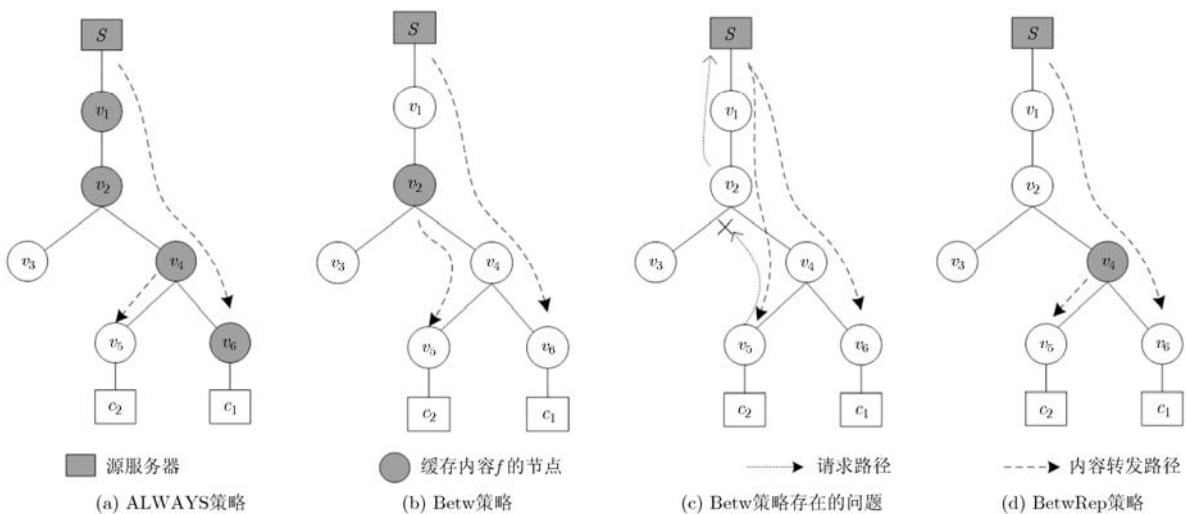 S
S
S
S
v1
v1
v1
v1
v2
v2
v2
v2
v3
v4
v3
v4
v3
v4
v3
v4
v5
v6
v5
v6
v5
v6
v5
v6
c2
c1
c2
c1
c2
c1
c2
c1
源服务器
缓存内容f的节点
请求路径
内容转发路径
(a) ALWAYS策略
(b) Betw策略
(c) Betw策略存在的问题
(d) BetwRep策略